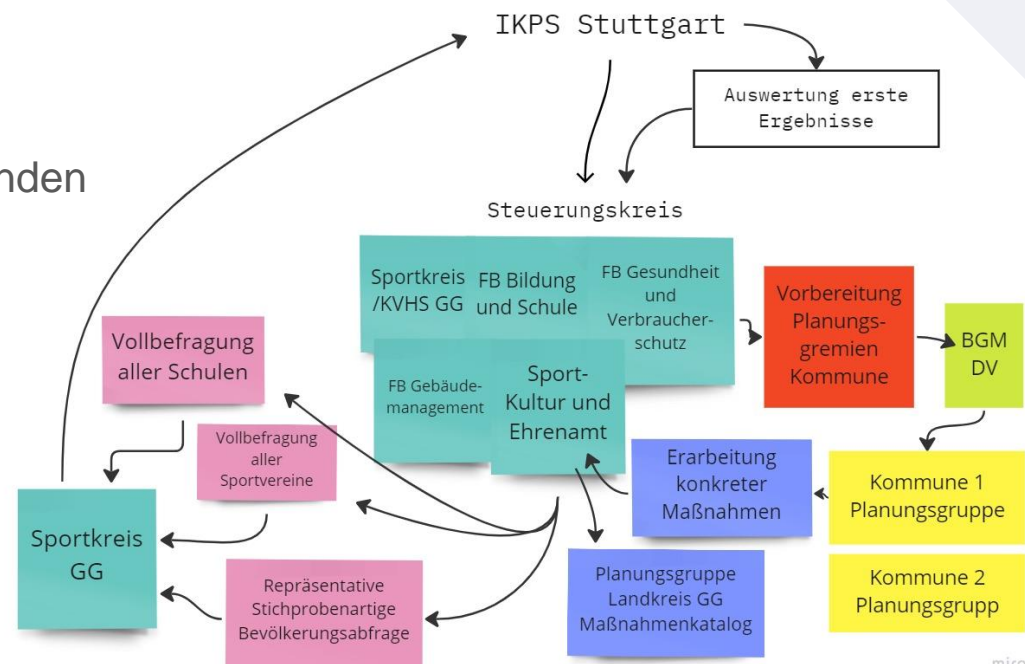 IKPS Stuttgart
Auswertung erste
Ergebnisse
nden
Steuerungskreis
Sportkreis
/KVHS GG
FB Bildung
und Schule
FB Gesundheit
und
Verbraucher-
schutz
FB Gebäude-
management
Sport-
Kultur und
Ehrenamt
Vorbereitung
Planungs-
gremien
Kommune
BGM
DV
Vollbefragung
aller Schulen
Vollbefragung
aller
Sportvereine
Sportkreis
GG
Repräsentative
Stichprobenartige
Bevölkerungsabfrage
Erarbeitung
konkreter
Maßnahmen
Planungsgruppe
Landkreis GG
Maßnahmenkatalog
Kommune 1
Planungsgruppe
Kommune 2
Planungsgrupp